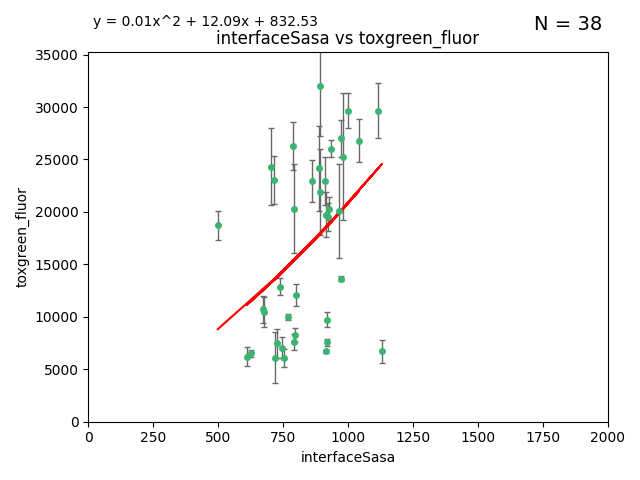 y = 0.01x^2 + 12.09x + 832.53
N = 38
interfaceSasa vs toxgreen_fluor
35000
30000
25000
20000
15000
10000
5000
0
toxgreen_fluor
0 250 500 750 1000 1250 1500 1750 2000
interfaceSasa